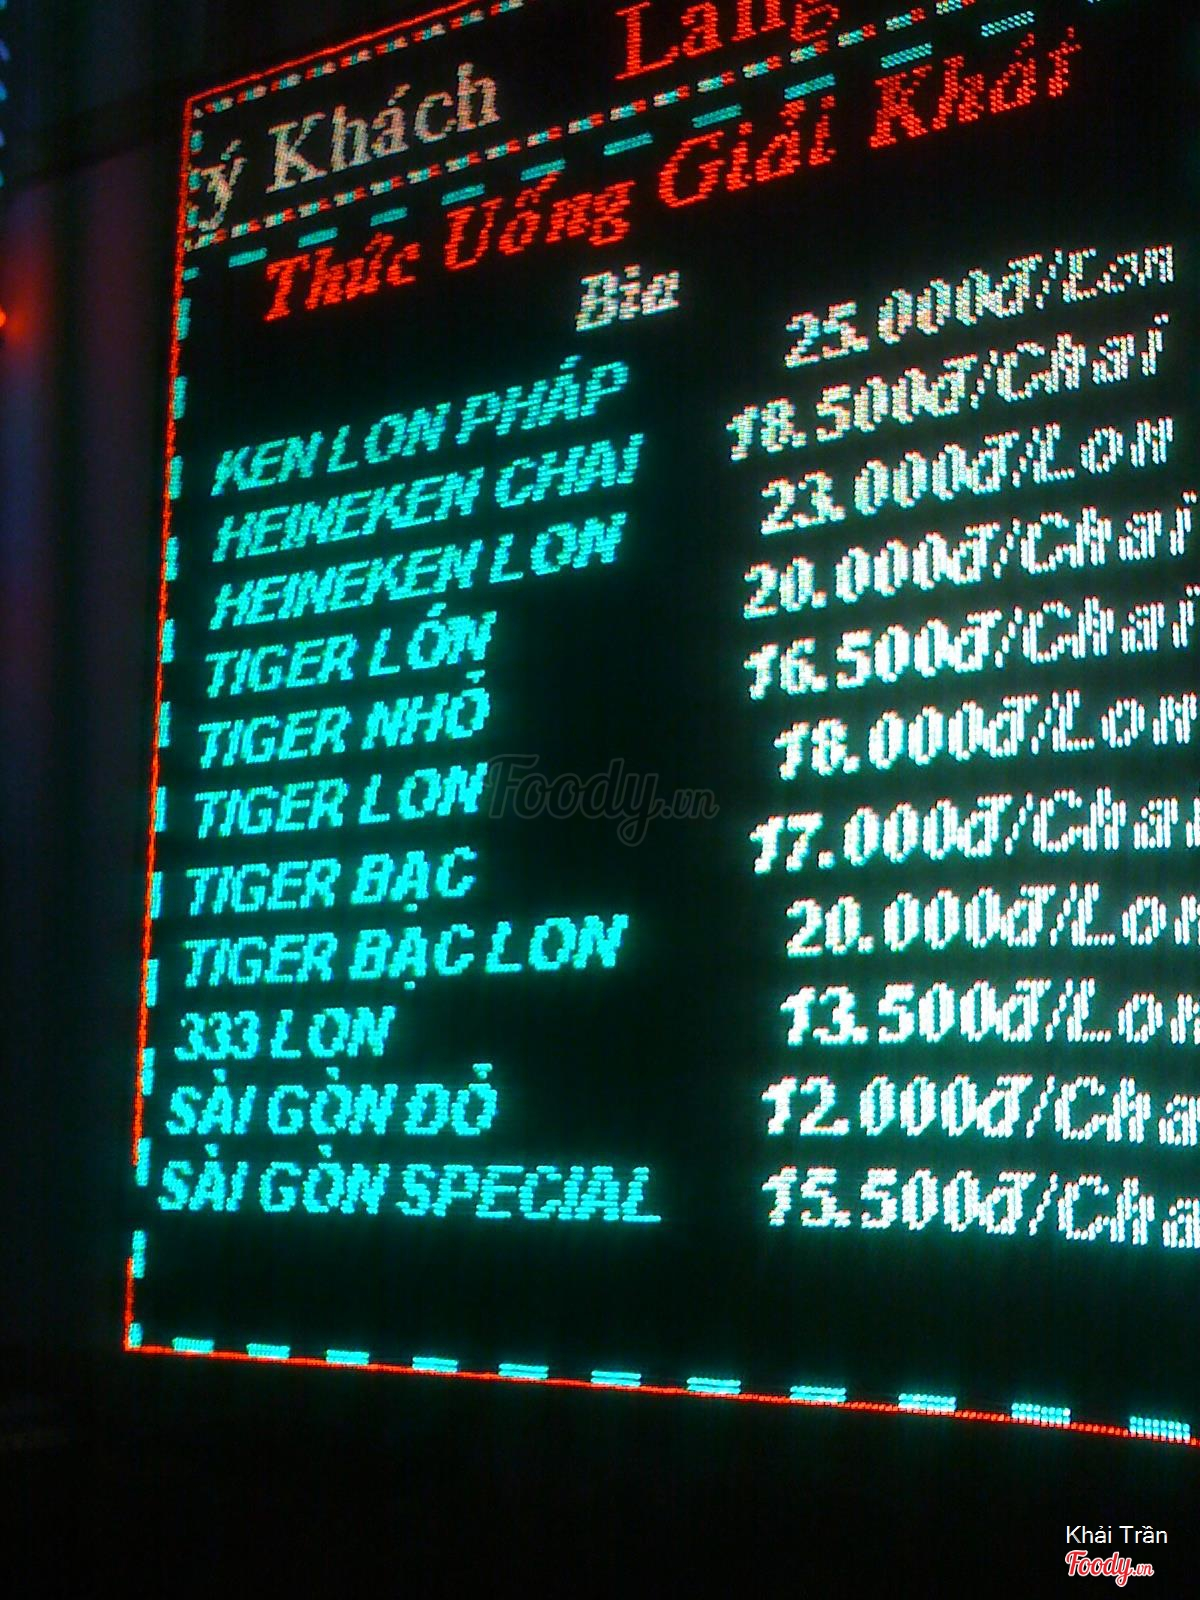 ý Khách Lang
Thức Uống Giải Khát
Bia
KEN LON PHÁP 25.000đ/Lon
HEINEKEN CHAI 18.500đ/Chai
HEINEKEN LON 23.000đ/Lon
TIGER LỚN 20.000đ/Chai
TIGER NHỎ 16.500đ/Chai
TIGER LON 18.000đ/Lon
TIGER BẠC 17.000đ/Chai
TIGER BẠC LON 20.000đ/Lon
333 LON 13.500đ/Lon
SÀI GÒN ĐỎ 12.000đ/Cha
SÀI GÒN SPECIAL 15.500đ/Cha
Foody.vn
Khải Trần
Foody.vn